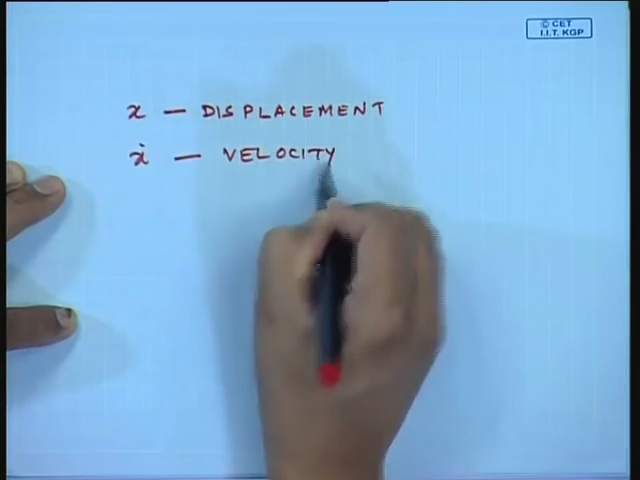 © CET
I.I.T. KGP
x — DISPLACEMENT
ẋ — VELOCITY